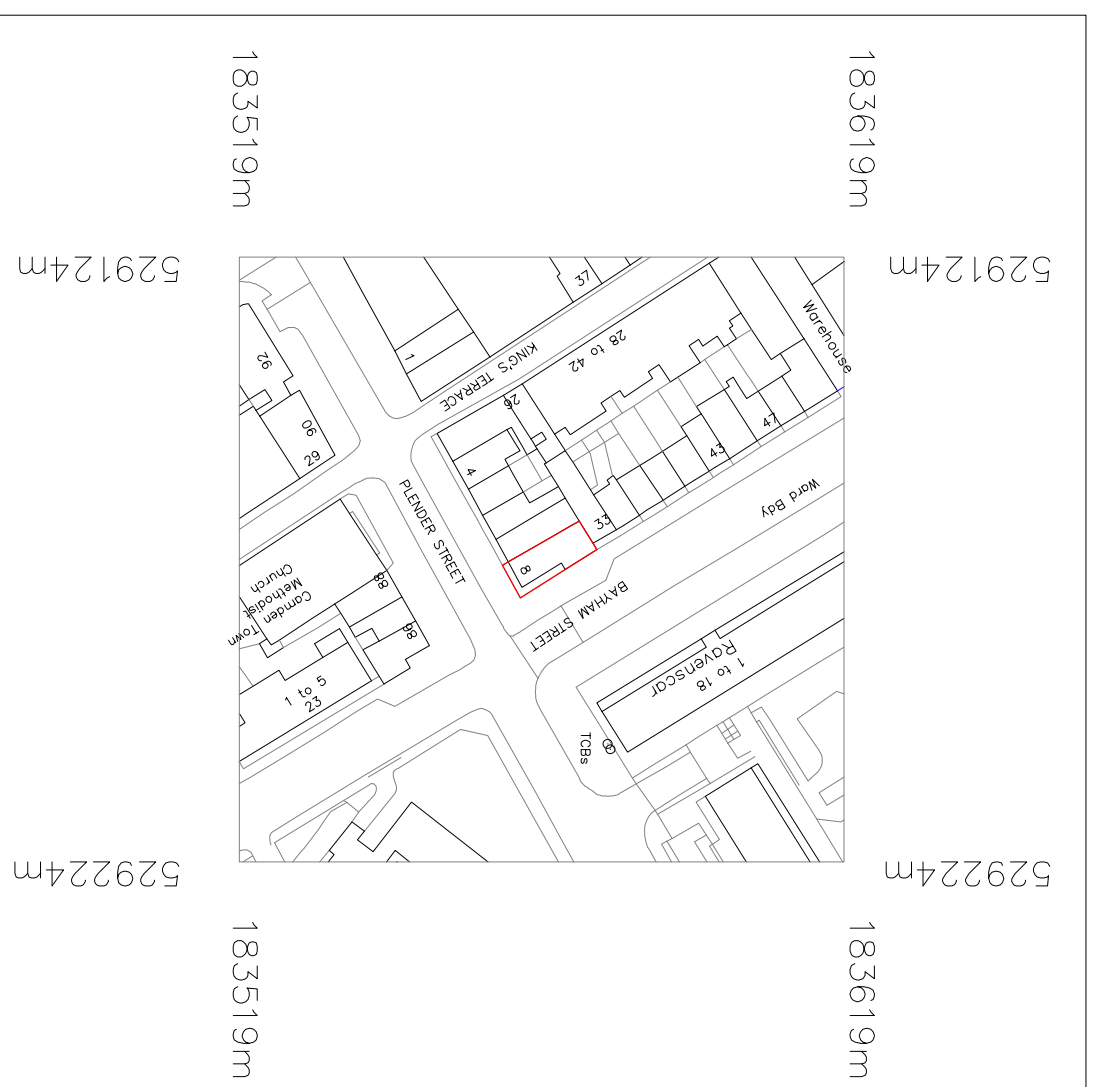 183519m
183619m
529124m
529124m
37
Warehouse
1
28 to 42
KING'S TERRACE
92
26
90
29
4
47
43
PLENDER STREET
33
Ward Bdy
8
BAYHAM
STREET
88
86
Camden Town
Methodist
Church
1 to 5
23
1 to 18
Ravenscar
TCBs
529224m
529224m
183519m
183619m